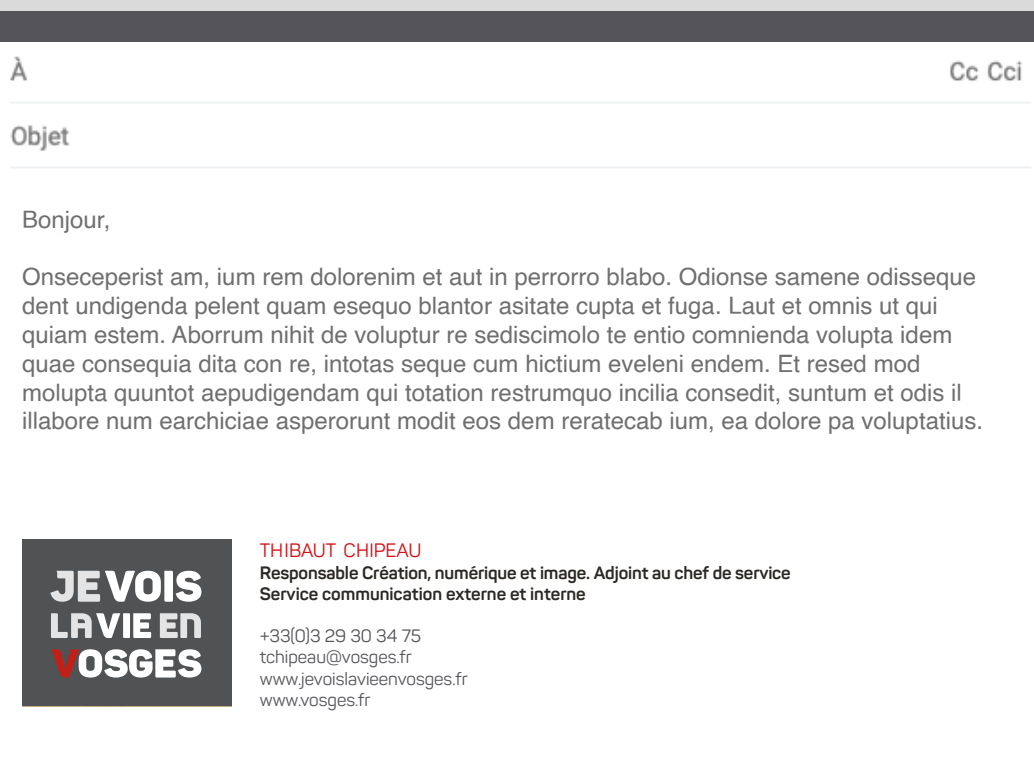 À
Cc Cci
Objet
Bonjour,
Onseceperist am, ium rem dolorenim et aut in perrorro blabo. Odionse samene odisseque
dent undigenda pelent quam esequo blantor asitate cupta et fuga. Laut et omnis ut qui
quiam estem. Aborrum nihit de voluptur re sediscimolo te entio comnienda volupta idem
quae consequia dita con re, intotas seque cum hictium eveleni endem. Et resed mod
molupta quuntot aepudigendam qui totation restrumquo incilia consedit, suntum et odis il
illabore num earchiciae asperorunt modit eos dem reratecab ium, ea dolore pa voluptatius.
JE VOIS
LA VIE EN
VOSGES
THIBAUT CHIPEAU
Responsable Création, numérique et image. Adjoint au chef de service
Service communication externe et interne
+33(0)3 29 30 34 75
tchipeau@vosges.fr
www.jevoislavieenvosges.fr
www.vosges.fr